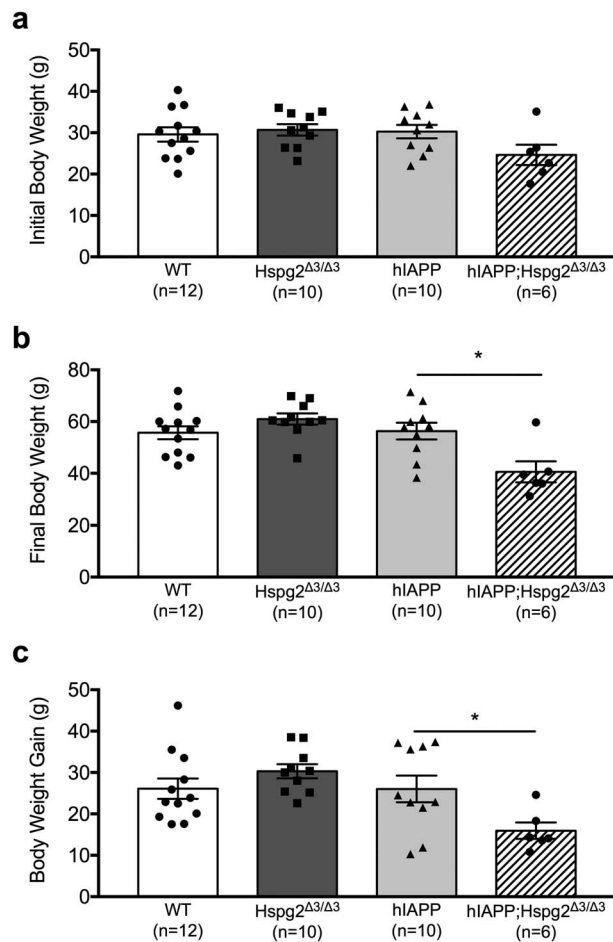 a
Initial Body Weight (g)
50
40
30
20
10
0
WT Hspg2Δ3/Δ3 hIAPP hIAPP;Hspg2Δ3/Δ3
(n=12) (n=10) (n=10) (n=6)
b
Final Body Weight (g)
80
60
40
20
0
*
WT Hspg2Δ3/Δ3 hIAPP hIAPP;Hspg2Δ3/Δ3
(n=12) (n=10) (n=10) (n=6)
c
Body Weight Gain (g)
50
40
30
20
10
0
*
WT Hspg2Δ3/Δ3 hIAPP hIAPP;Hspg2Δ3/Δ3
(n=12) (n=10) (n=10) (n=6)